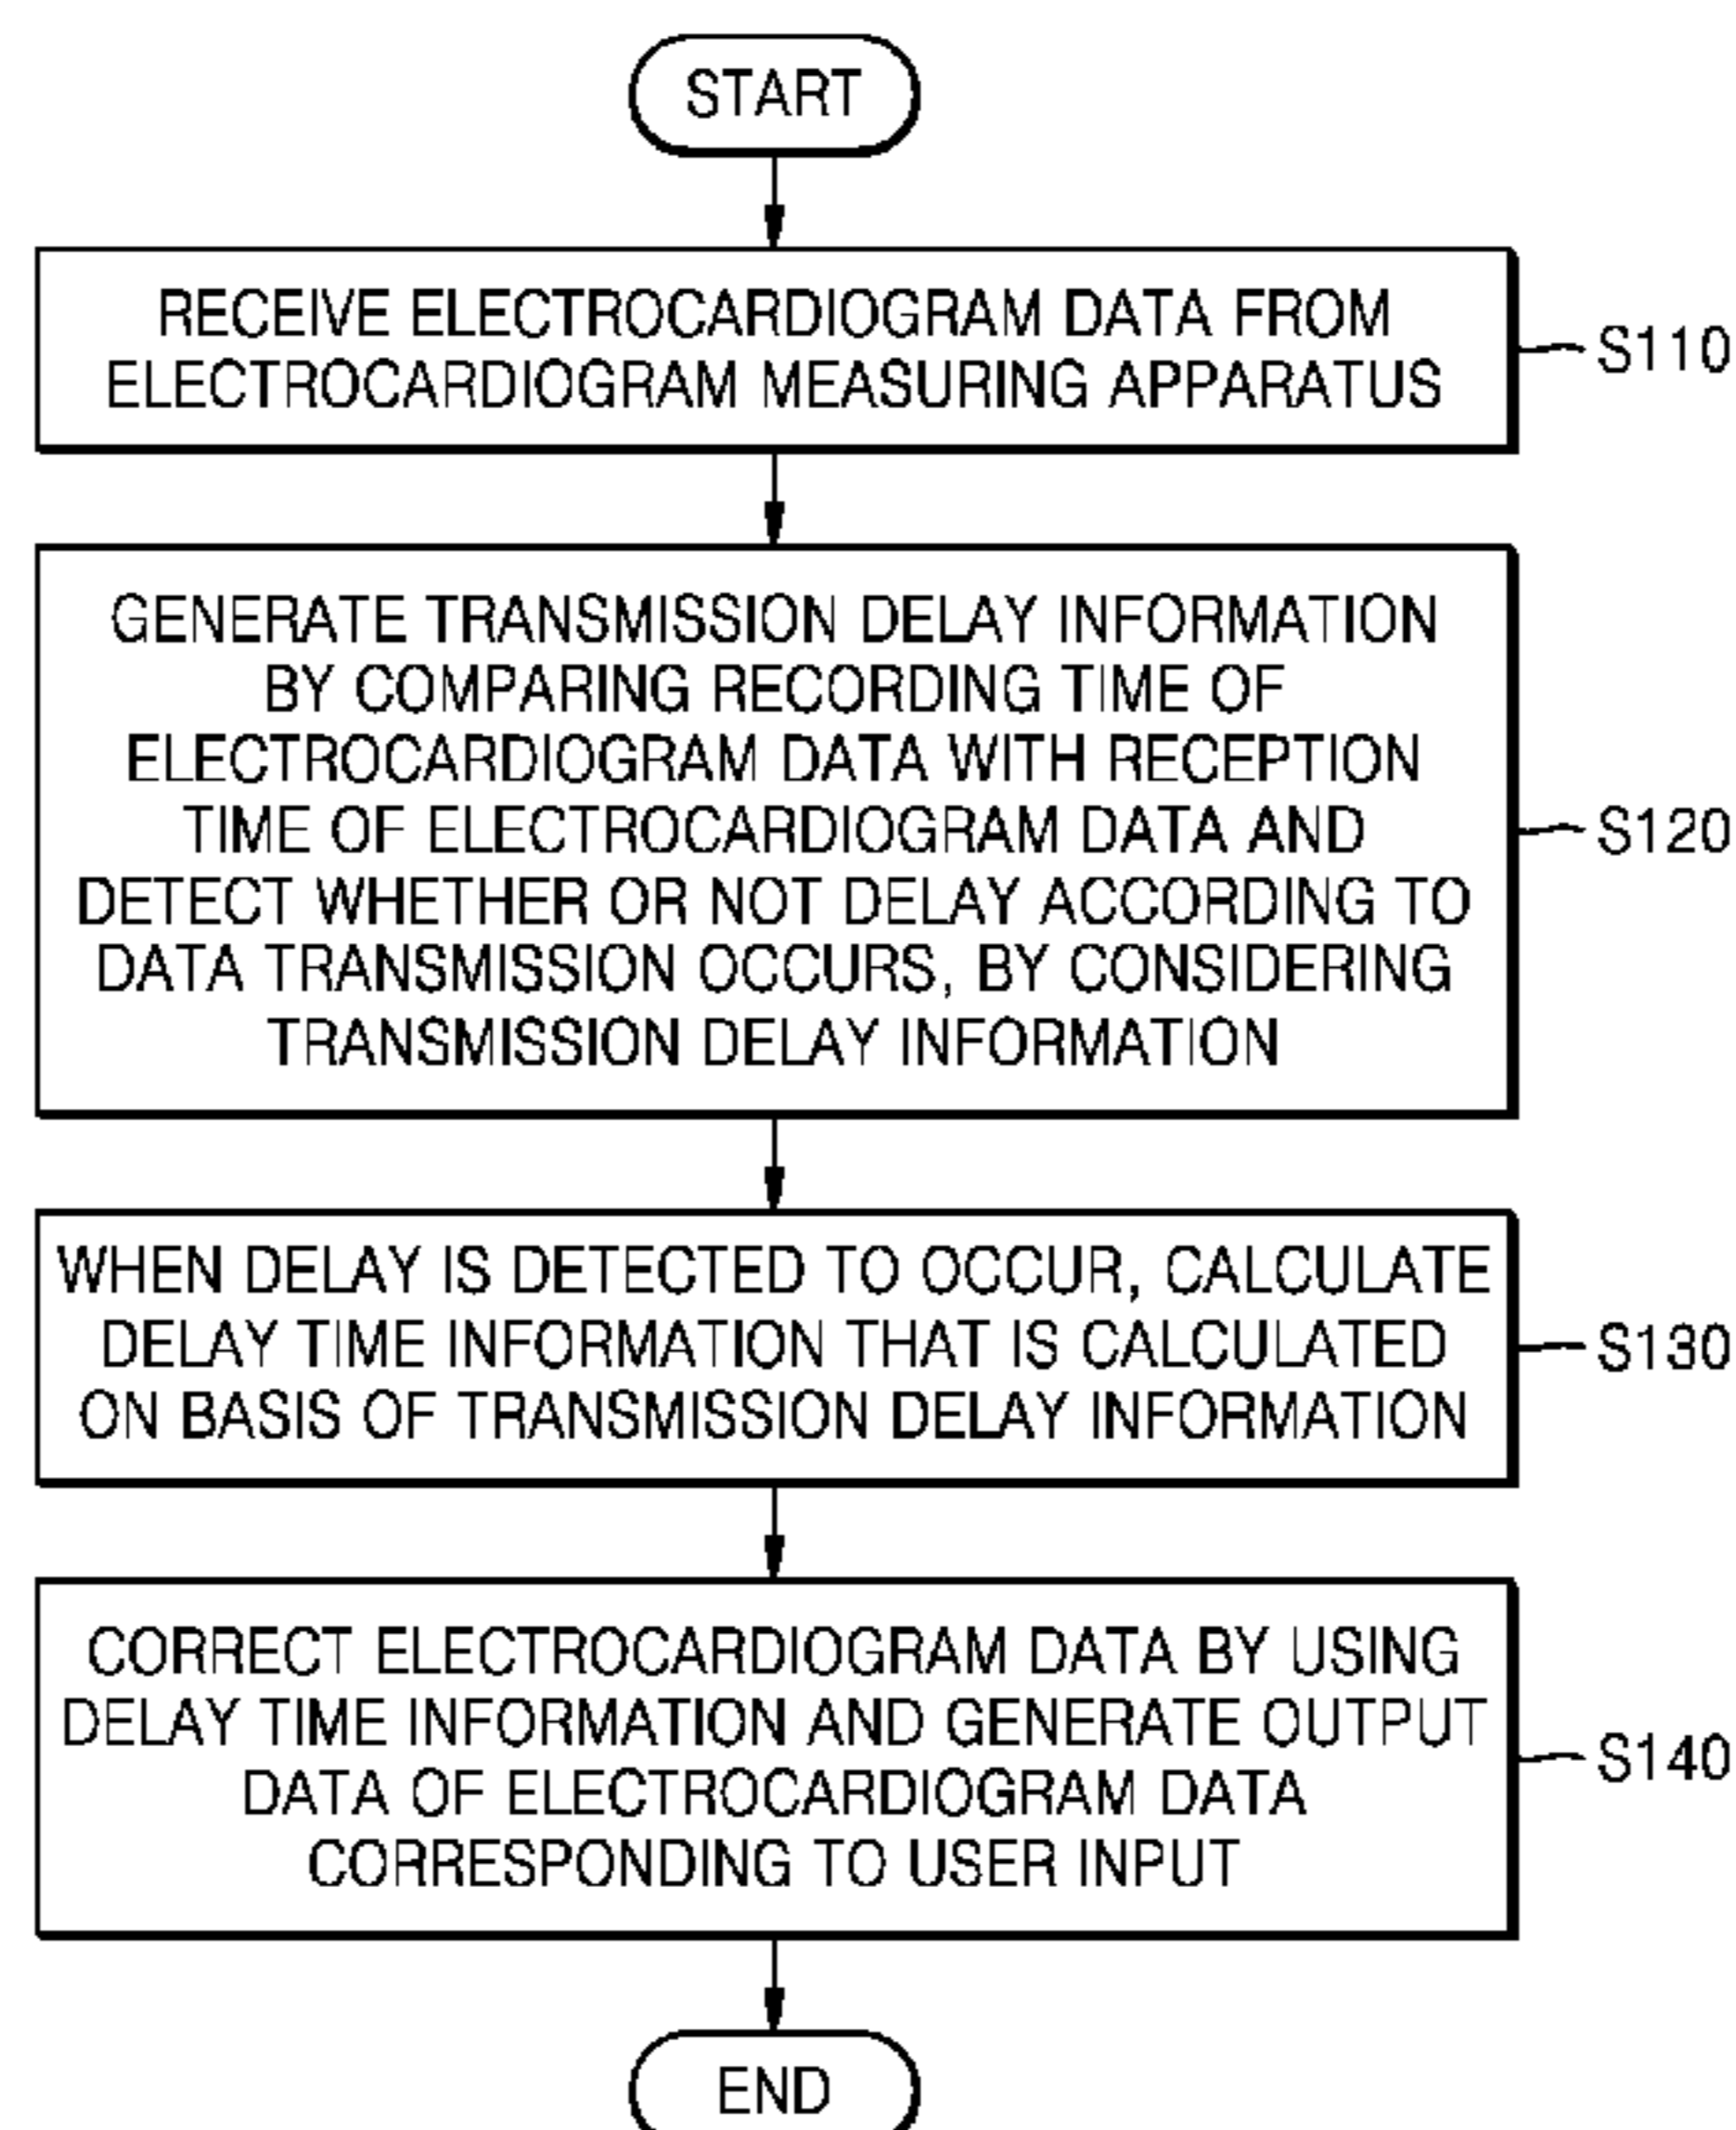 START
RECEIVE ELECTROCARDIOGRAM DATA FROM
ELECTROCARDIOGRAM MEASURING APPARATUS
S110
GENERATE TRANSMISSION DELAY INFORMATION
BY COMPARING RECORDING TIME OF
ELECTROCARDIOGRAM DATA WITH RECEPTION
TIME OF ELECTROCARDIOGRAM DATA AND
DETECT WHETHER OR NOT DELAY ACCORDING TO
DATA TRANSMISSION OCCURS, BY CONSIDERING
TRANSMISSION DELAY INFORMATION
S120
WHEN DELAY IS DETECTED TO OCCUR, CALCULATE
DELAY TIME INFORMATION THAT IS CALCULATED
ON BASIS OF TRANSMISSION DELAY INFORMATION
S130
CORRECT ELECTROCARDIOGRAM DATA BY USING
DELAY TIME INFORMATION AND GENERATE OUTPUT
DATA OF ELECTROCARDIOGRAM DATA
CORRESPONDING TO USER INPUT
S140
END